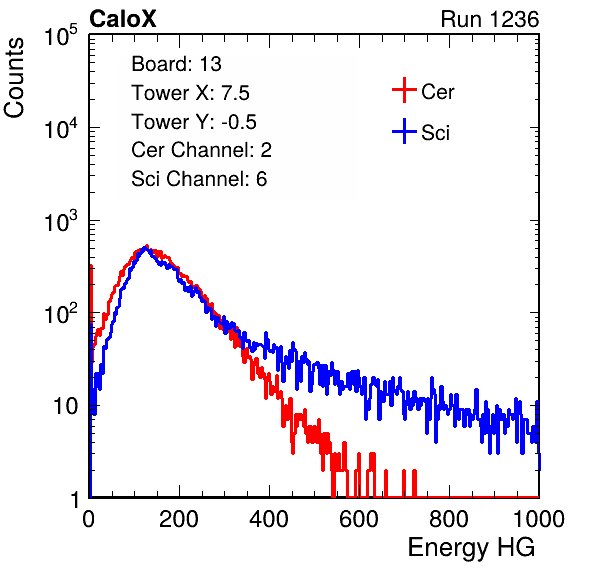 CaloX Run 1236
Counts
10^5
10^4
10^3
10^2
10
1
Board: 13
Tower X: 7.5
Tower Y: -0.5
Cer Channel: 2
Sci Channel: 6
Cer
Sci
0 200 400 600 800 1000
Energy HG